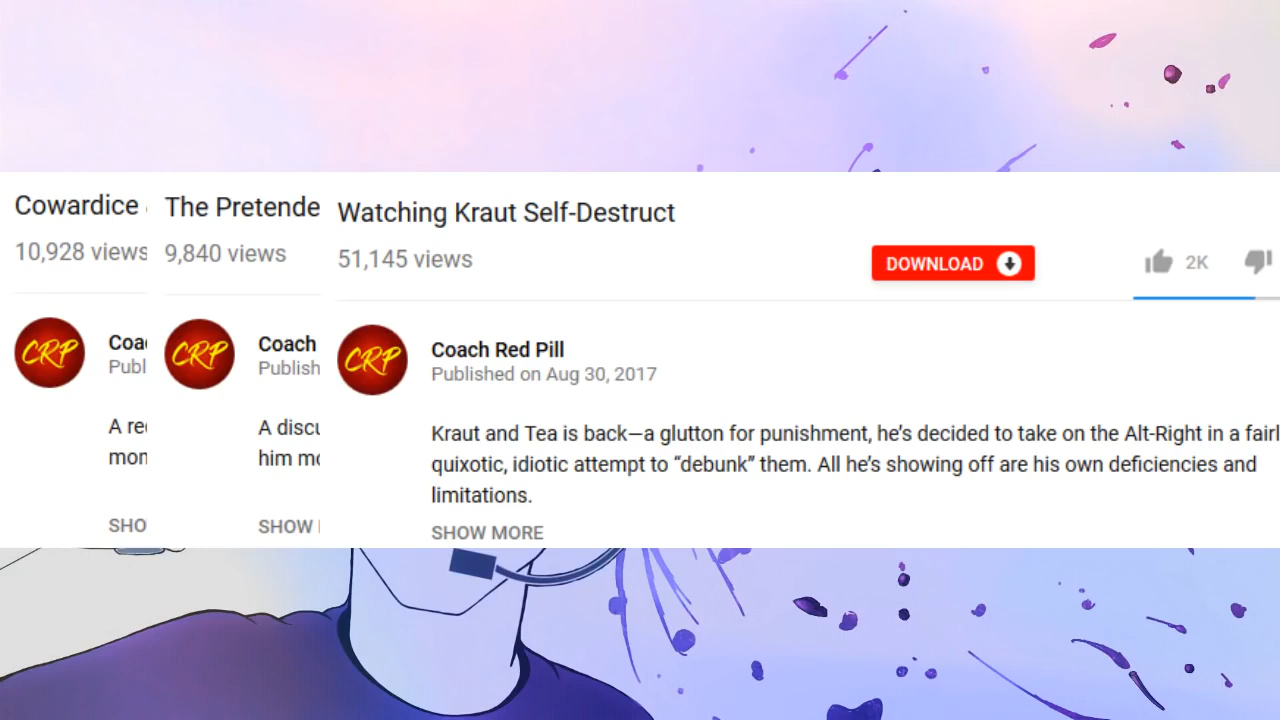 Cowardice
10,928 views
CRP
Publ
SHO
The Pretende
9,840 views
CRP
Coach
Publish
A discu
him mo
SHOW
Watching Kraut Self-Destruct
51,145 views
DOWNLOAD
2K
CRP
Coach Red Pill
Published on Aug 30, 2017
Kraut and Tea is back—a glutton for punishment, he's decided to take on the Alt-Right in a fairl
quixotic, idiotic attempt to “debunk” them. All he's showing off are his own deficiencies and
limitations.
SHOW MORE